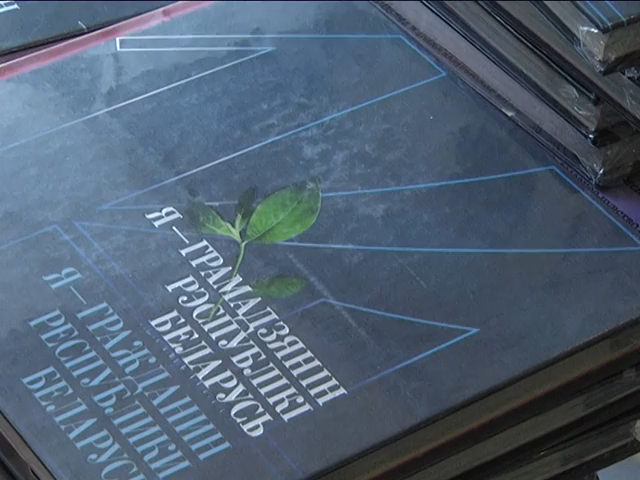 Я — ГРАМАДЗЯНІН
РЭСПУБЛІКІ
БЕЛАРУСЬ
Я — ГРАЖДАНИН
РЕСПУБЛИКИ
БЕЛАРУСЬ